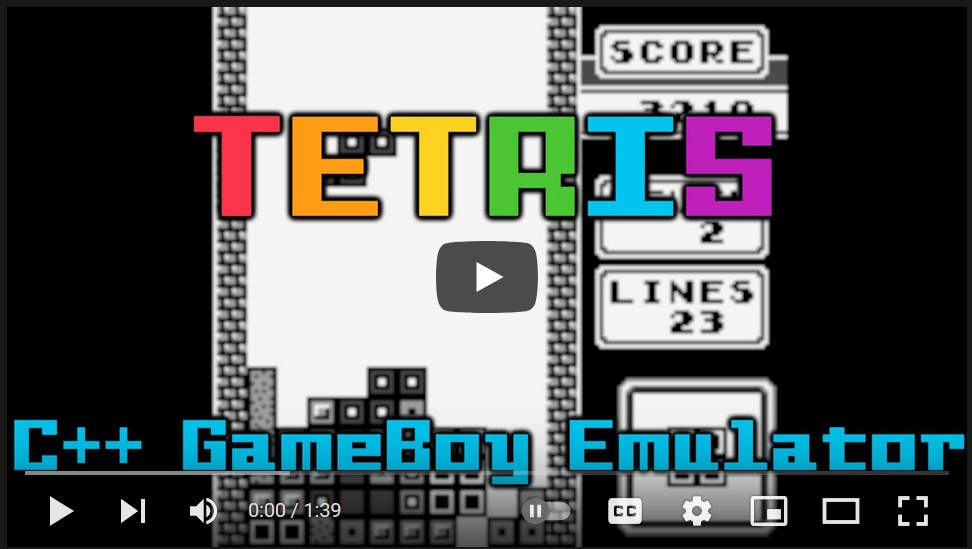 SCORE
TETRIS
2
LINES
23
C++ GameBoy Emulator
0:00 / 1:39
CC